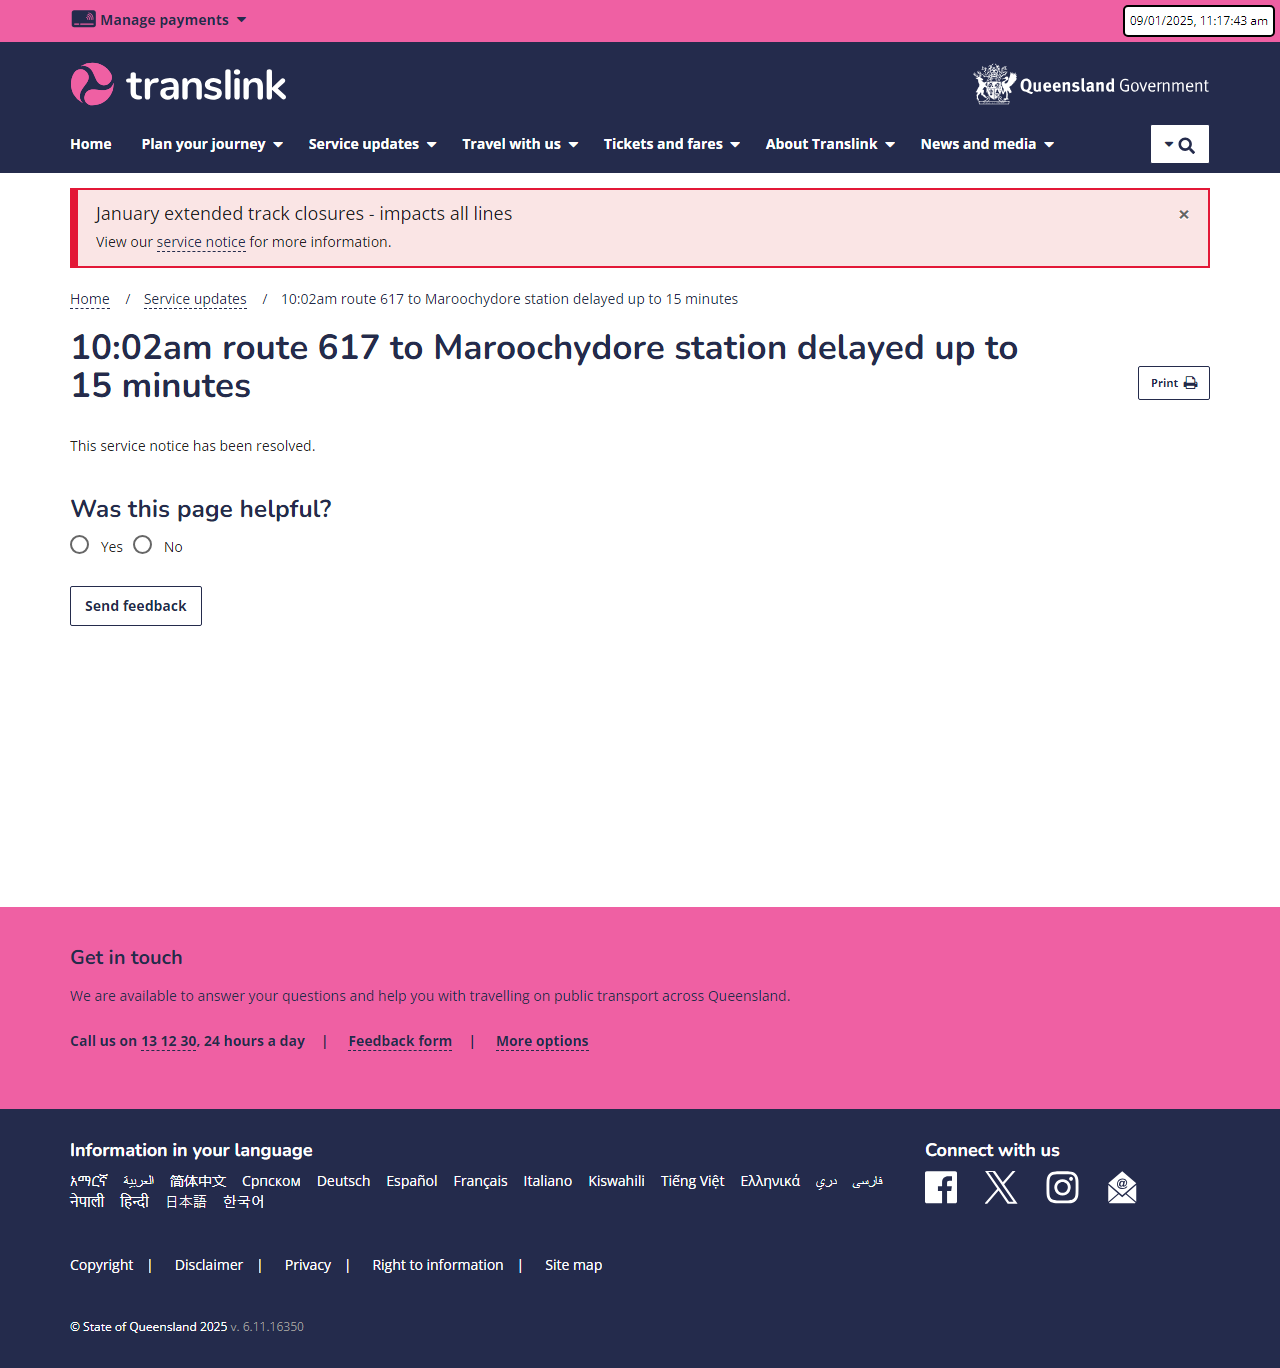 Manage payments
09/01/2025, 11:17:43 am
translink
Queensland Government
Home Plan your journey Service updates Travel with us Tickets and fares About Translink News and media
January extended track closures - impacts all lines
×
View our service notice for more information.
Home / Service updates / 10:02am route 617 to Maroochydore station delayed up to 15 minutes
10:02am route 617 to Maroochydore station delayed up to
15 minutes
Print
This service notice has been resolved.
Was this page helpful?
Yes No
Send feedback
Get in touch
We are available to answer your questions and help you with travelling on public transport across Queensland.
Call us on 13 12 30, 24 hours a day | Feedback form | More options
Information in your language
Connect with us
አማርኛ العربية 简体中文 Српском Deutsch Español Français Italiano Kiswahili Tiếng Việt Ελληνικά دري فارسی
नेपाली हिन्दी 日本語 한국어
Copyright | Disclaimer | Privacy | Right to information | Site map
© State of Queensland 2025 v. 6.11.16350